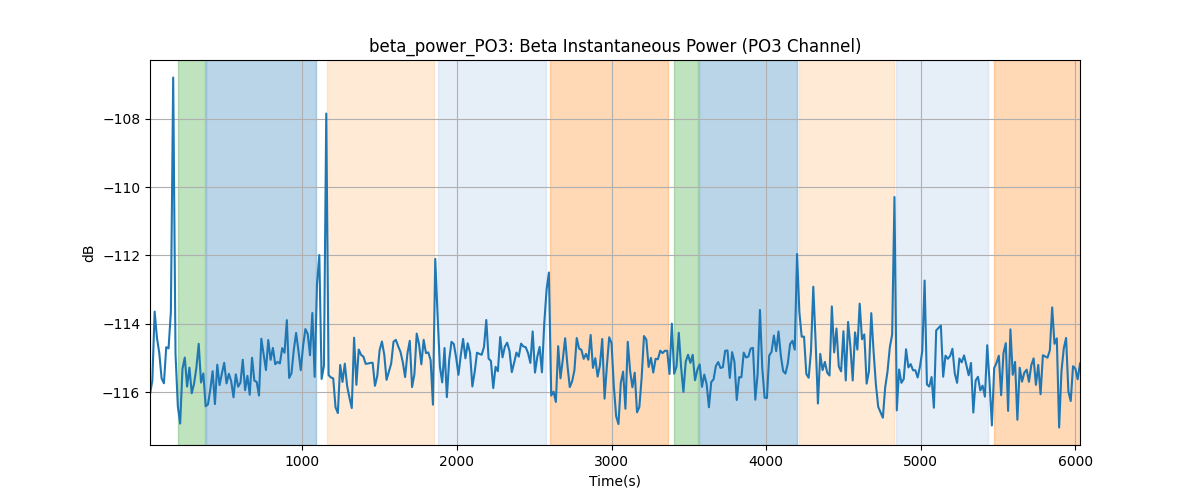 beta_power_PO3: Beta Instantaneous Power (PO3 Channel)
dB
−108
−110
−112
−114
−116
1000 2000 3000 4000 5000 6000
Time(s)